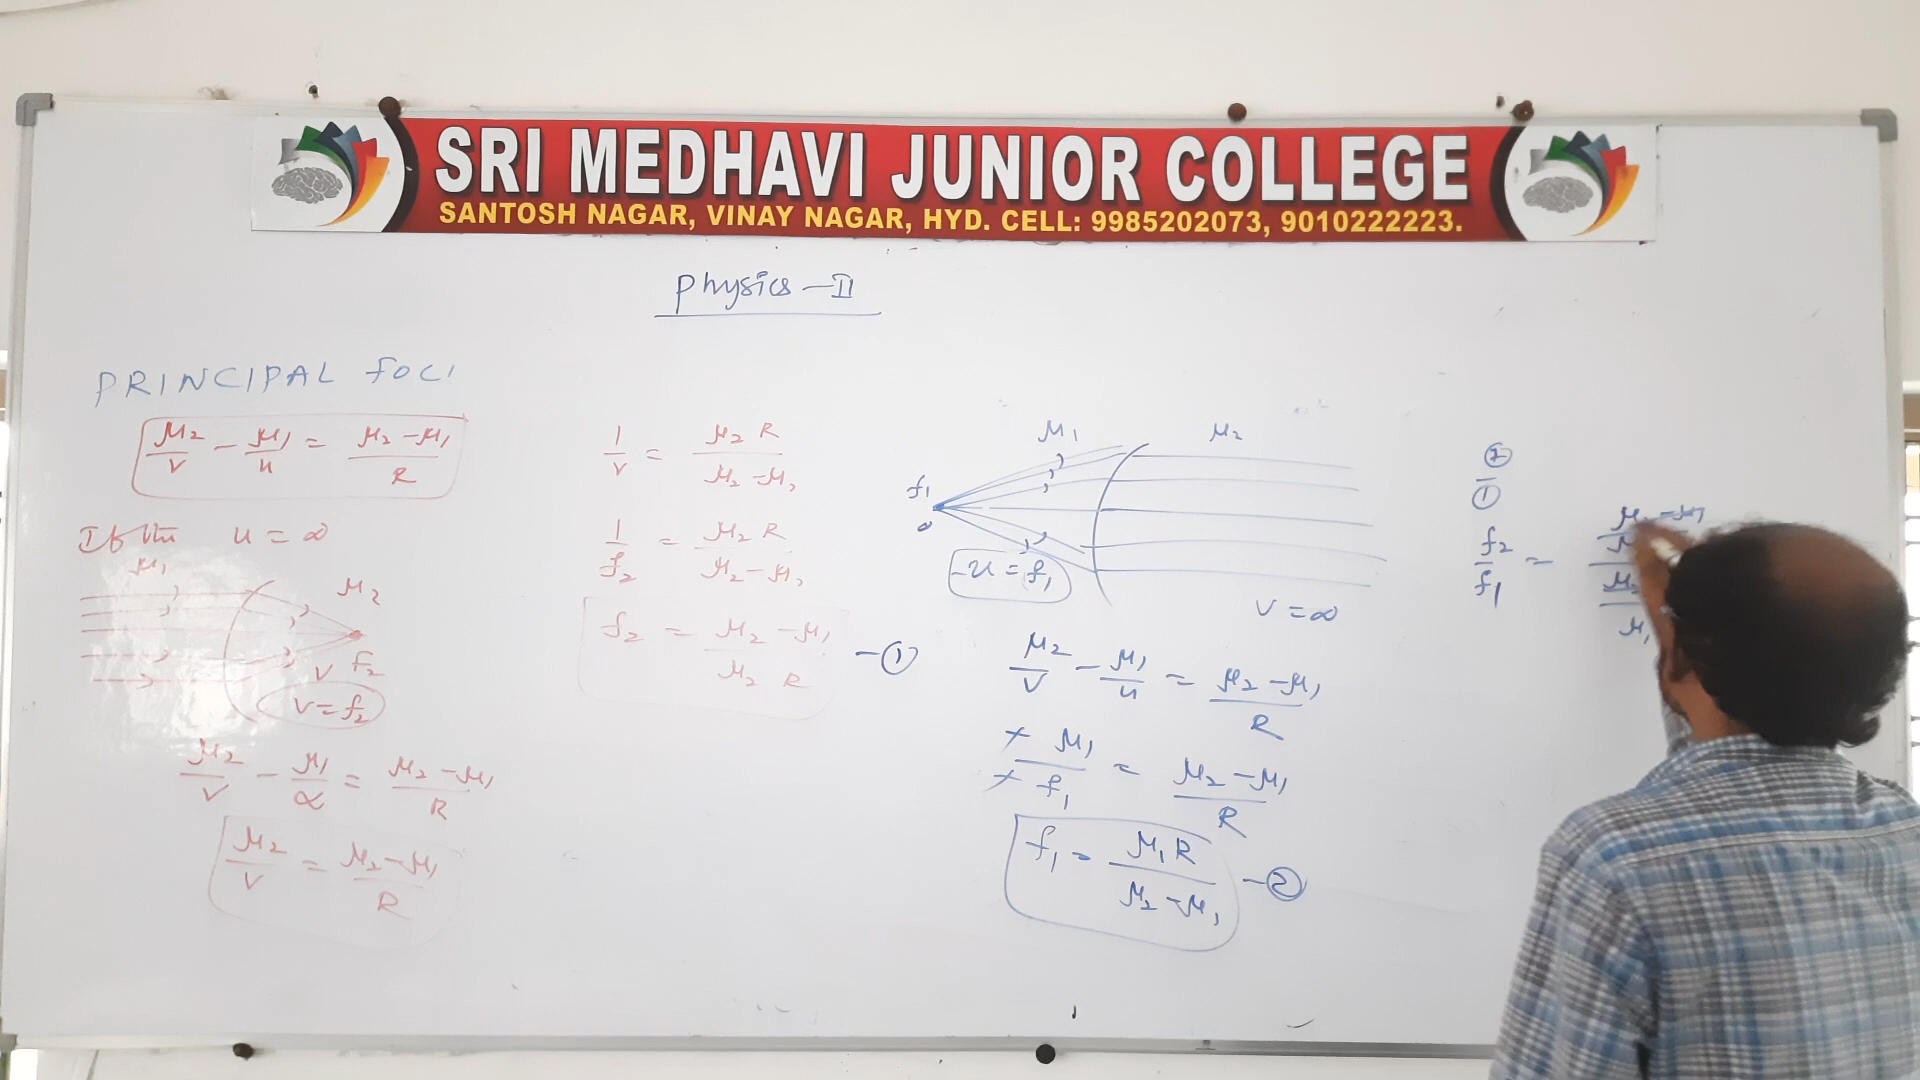 SRI MEDHAVI JUNIOR COLLEGE
SANTOSH NAGAR, VINAY NAGAR, HYD. CELL: 9985202073, 9010222223.
Physics - II
PRINCIPAL FOCI
μ₂/v - μ₁/u = μ₂ - μ₁/R
If the u = ∞
μ₁
μ₂
v f₂
v = f₂
μ₂/v - μ₁/∝ = μ₂ - μ₁/R
μ₂/v = μ₂ - μ₁/R
1/v = μ₂ R/μ₂ - μ₁
1/f₂ = μ₂ R/μ₂ - μ₁
f₂ = μ₂ - μ₁/μ₂ R - ①
μ₁ μ₂
f₁
o
-u = f₁
v = ∞
μ₂/v - μ₁/u = μ₂ - μ₁/R
+ μ₁/+ f₁ = μ₂ - μ₁/R
f₁ = μ₁ R/μ₂ - μ₁ - ②
②/①
f₂/f₁ =